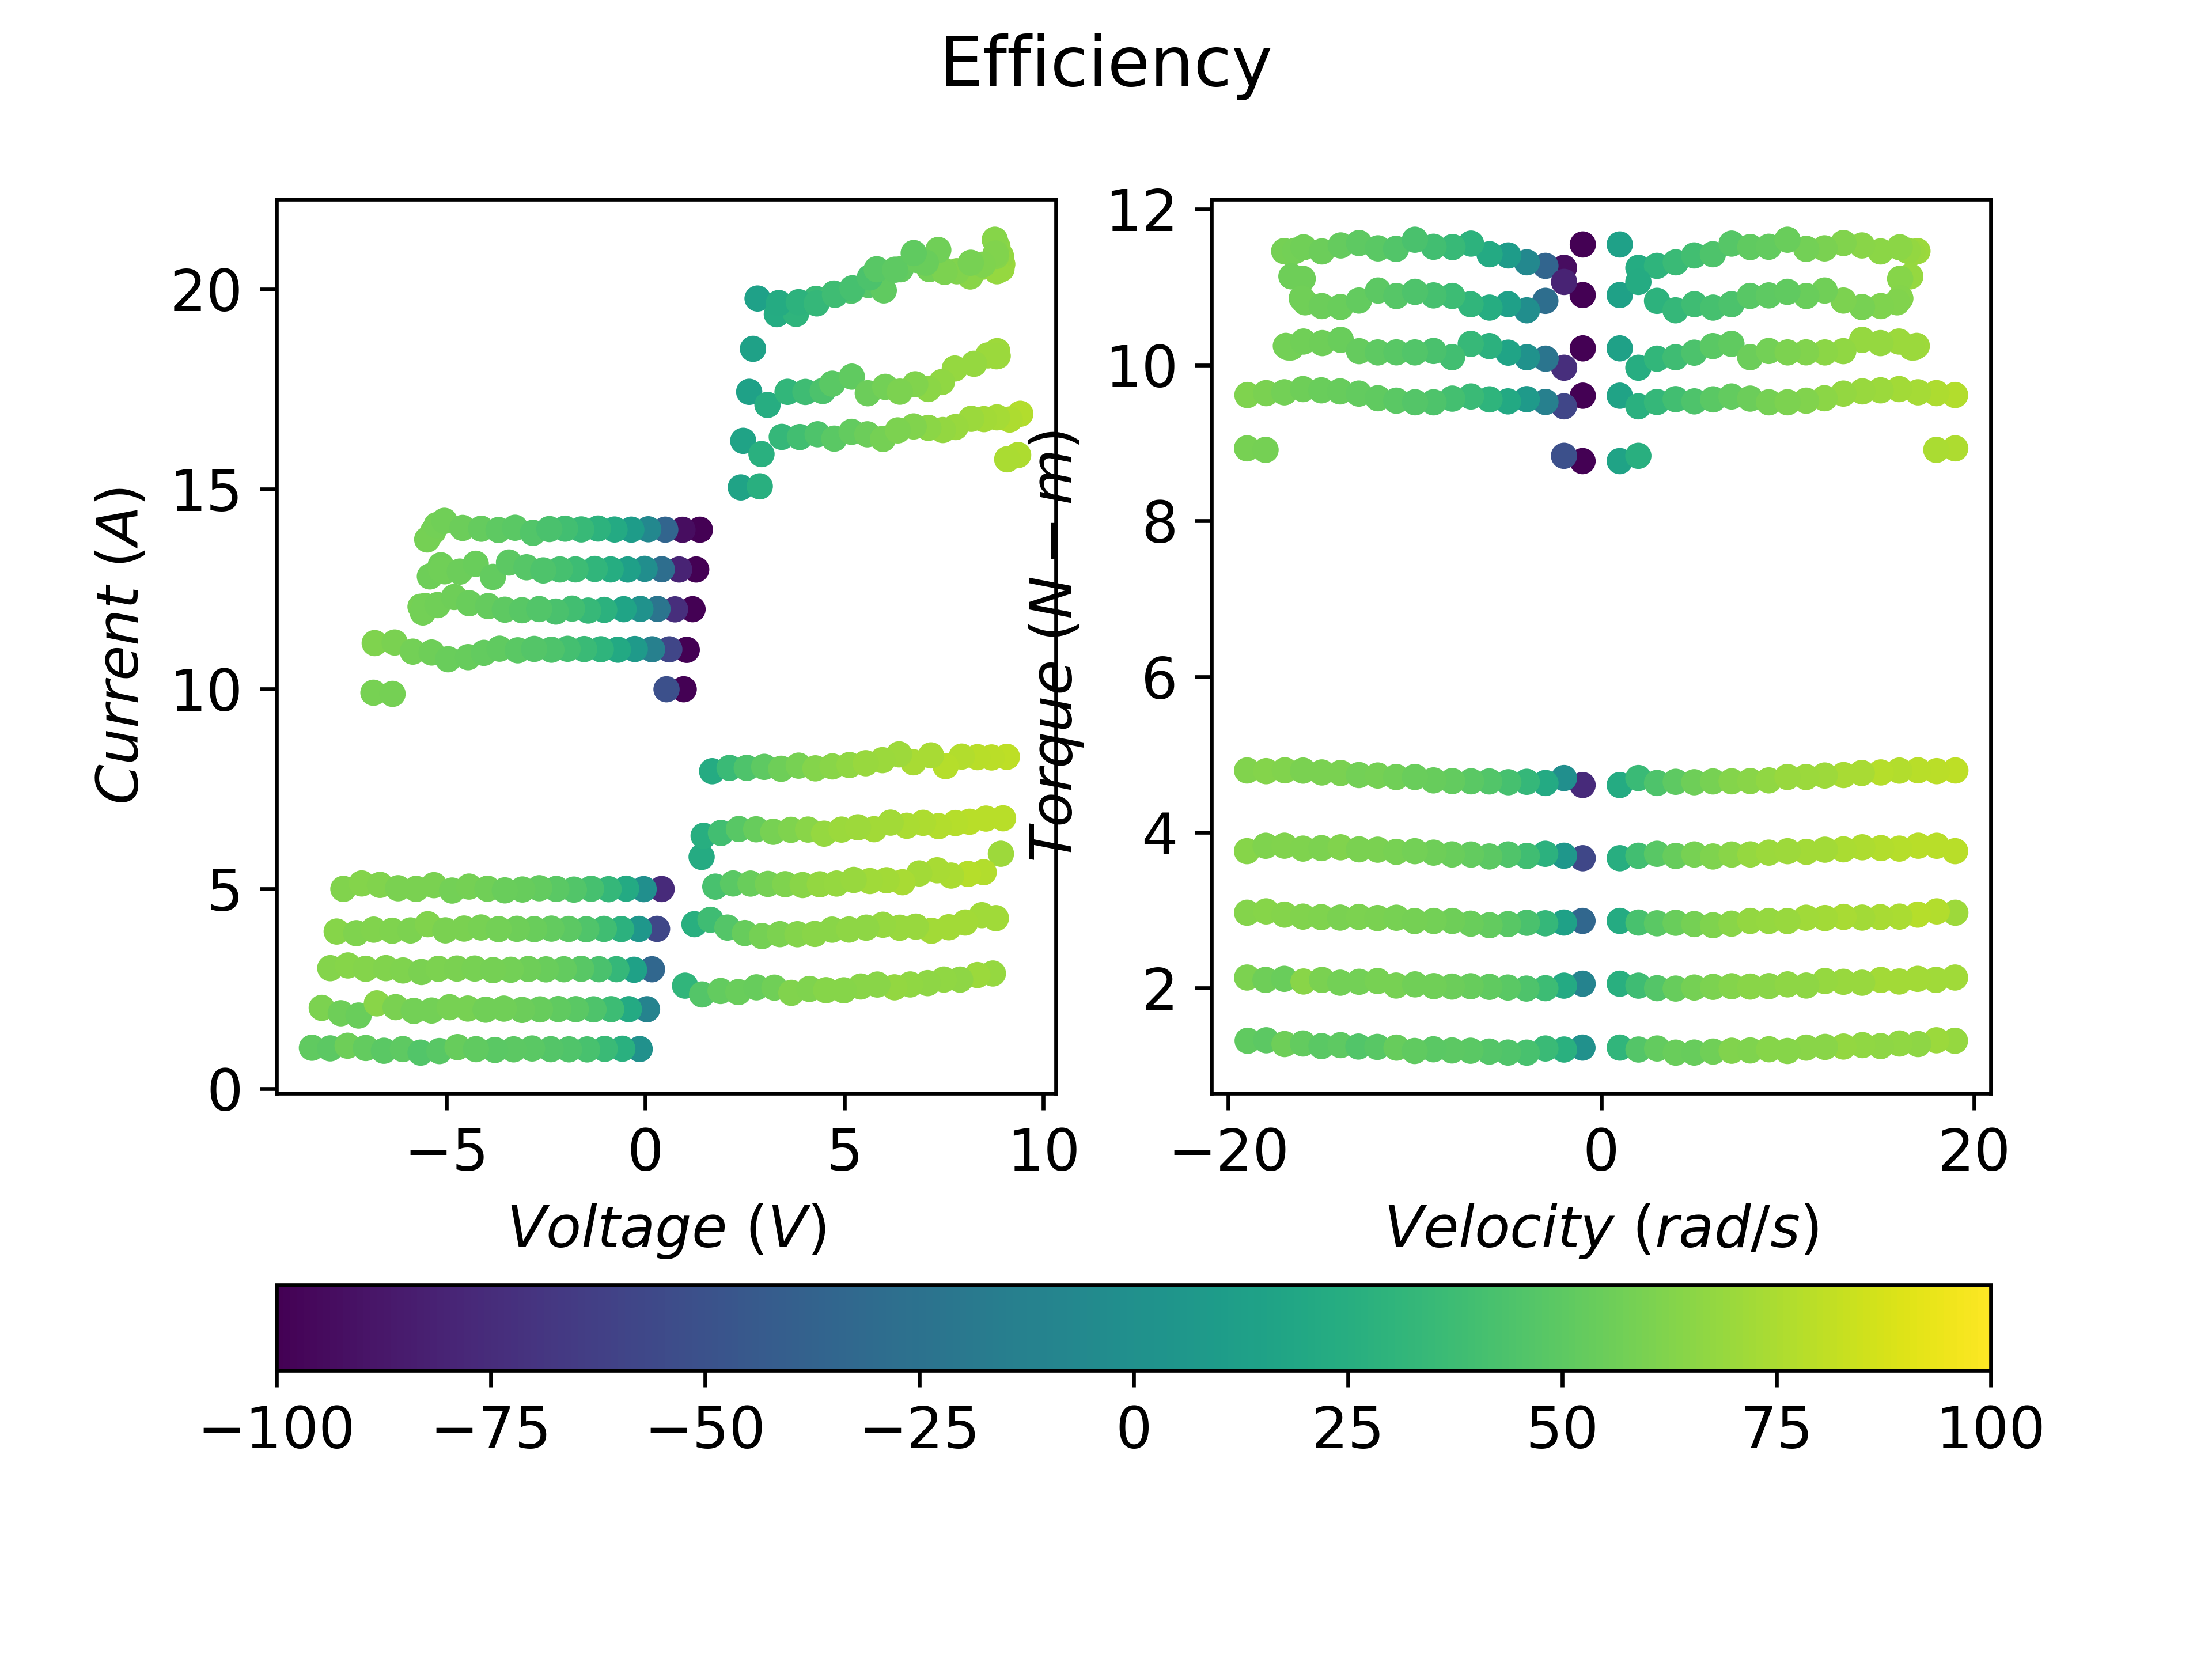 Efficiency
Current (A)
20
15
10
5
0
−5 0 5 10
Voltage (V)
Torque (N − m)
12
10
8
6
4
2
−20 0 20
Velocity (rad/s)
−100 −75 −50 −25 0 25 50 75 100